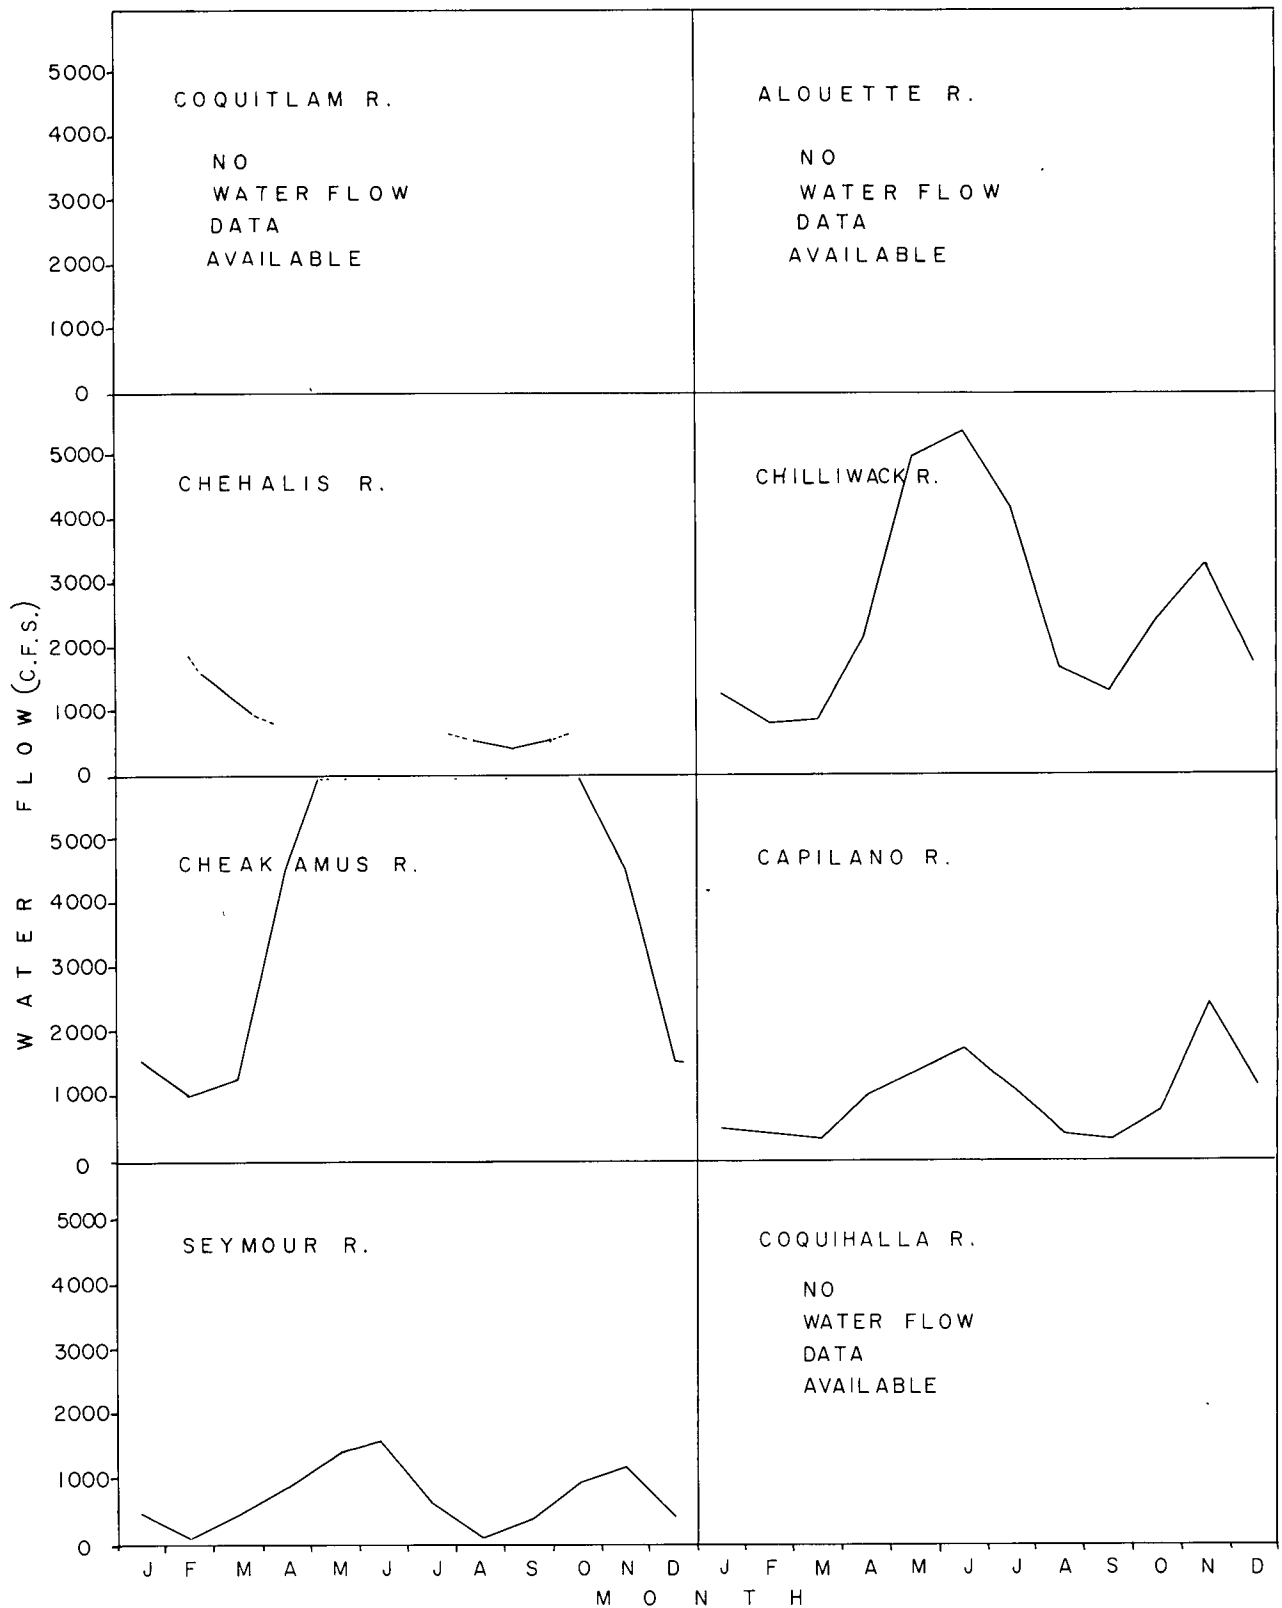 WATER FLOW (C.F.S.)
5000
4000
3000
2000
1000
0
COQUITLAM R.
NO
WATER FLOW
DATA
AVAILABLE
ALOUETTE R.
NO
WATER FLOW
DATA
AVAILABLE
5000
4000
3000
2000
1000
0
CHEHALIS R.
CHILLIWACK R.
5000
4000
3000
2000
1000
0
CHEAKAMUS R.
CAPILANO R.
5000
4000
3000
2000
1000
0
SEYMOUR R.
COQUIHALLA R.
NO
WATER FLOW
DATA
AVAILABLE
J F M A M J J A S O N D J F M A M J J A S O N D
MONTH